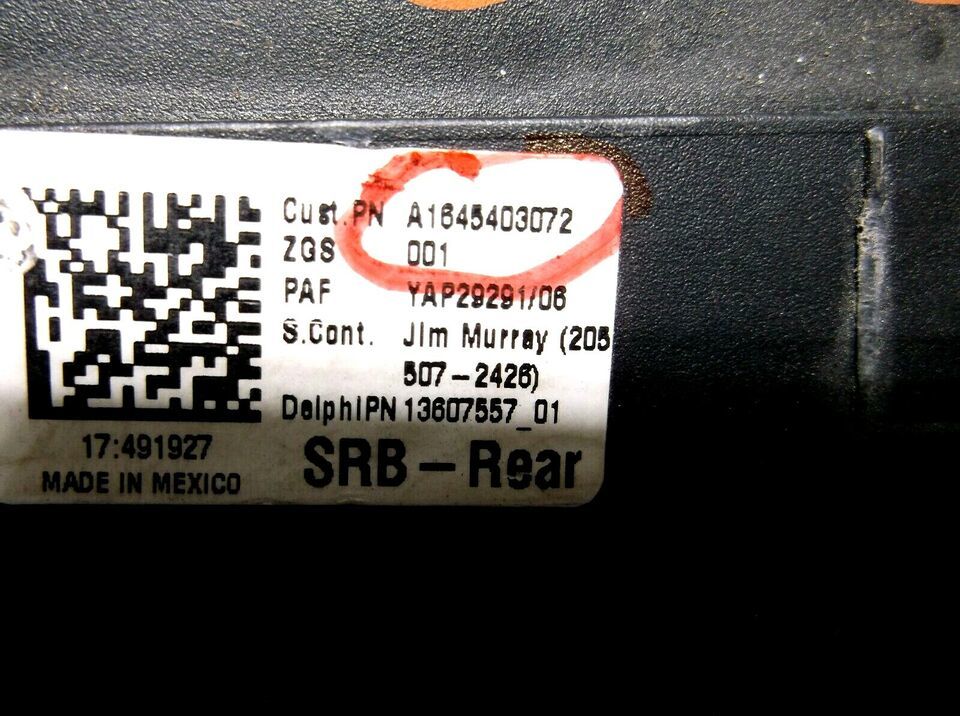 Cust.PN A1645403072
ZGS 001
PAF YAP29291/06
S.Cont. Jim Murray (205
507-2426)
DelphiPN 13607557_01
SRB-Rear
17:491927
MADE IN MEXICO